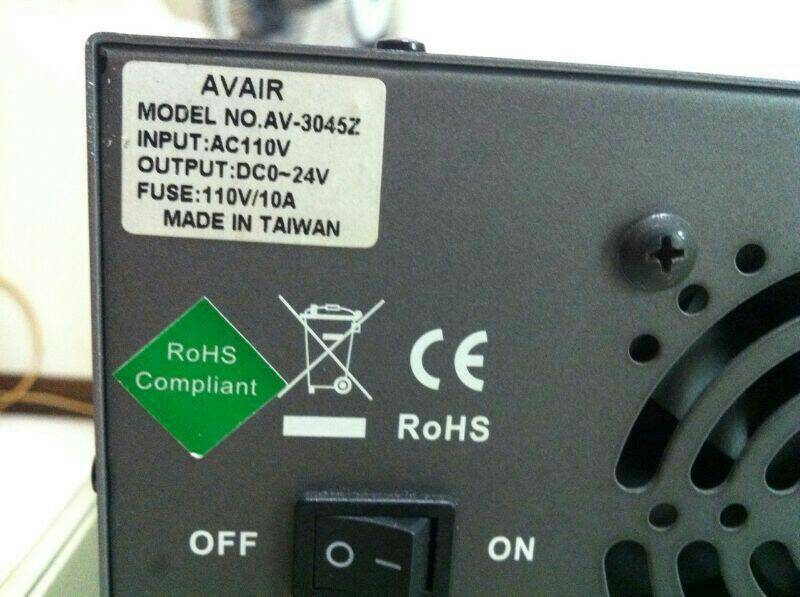 AVAIR
MODEL NO.AV-3045Z
INPUT:AC110V
OUTPUT:DC0~24V
FUSE:110V/10A
MADE IN TAIWAN
RoHS
Compliant
CE
RoHS
OFF
O
–
ON